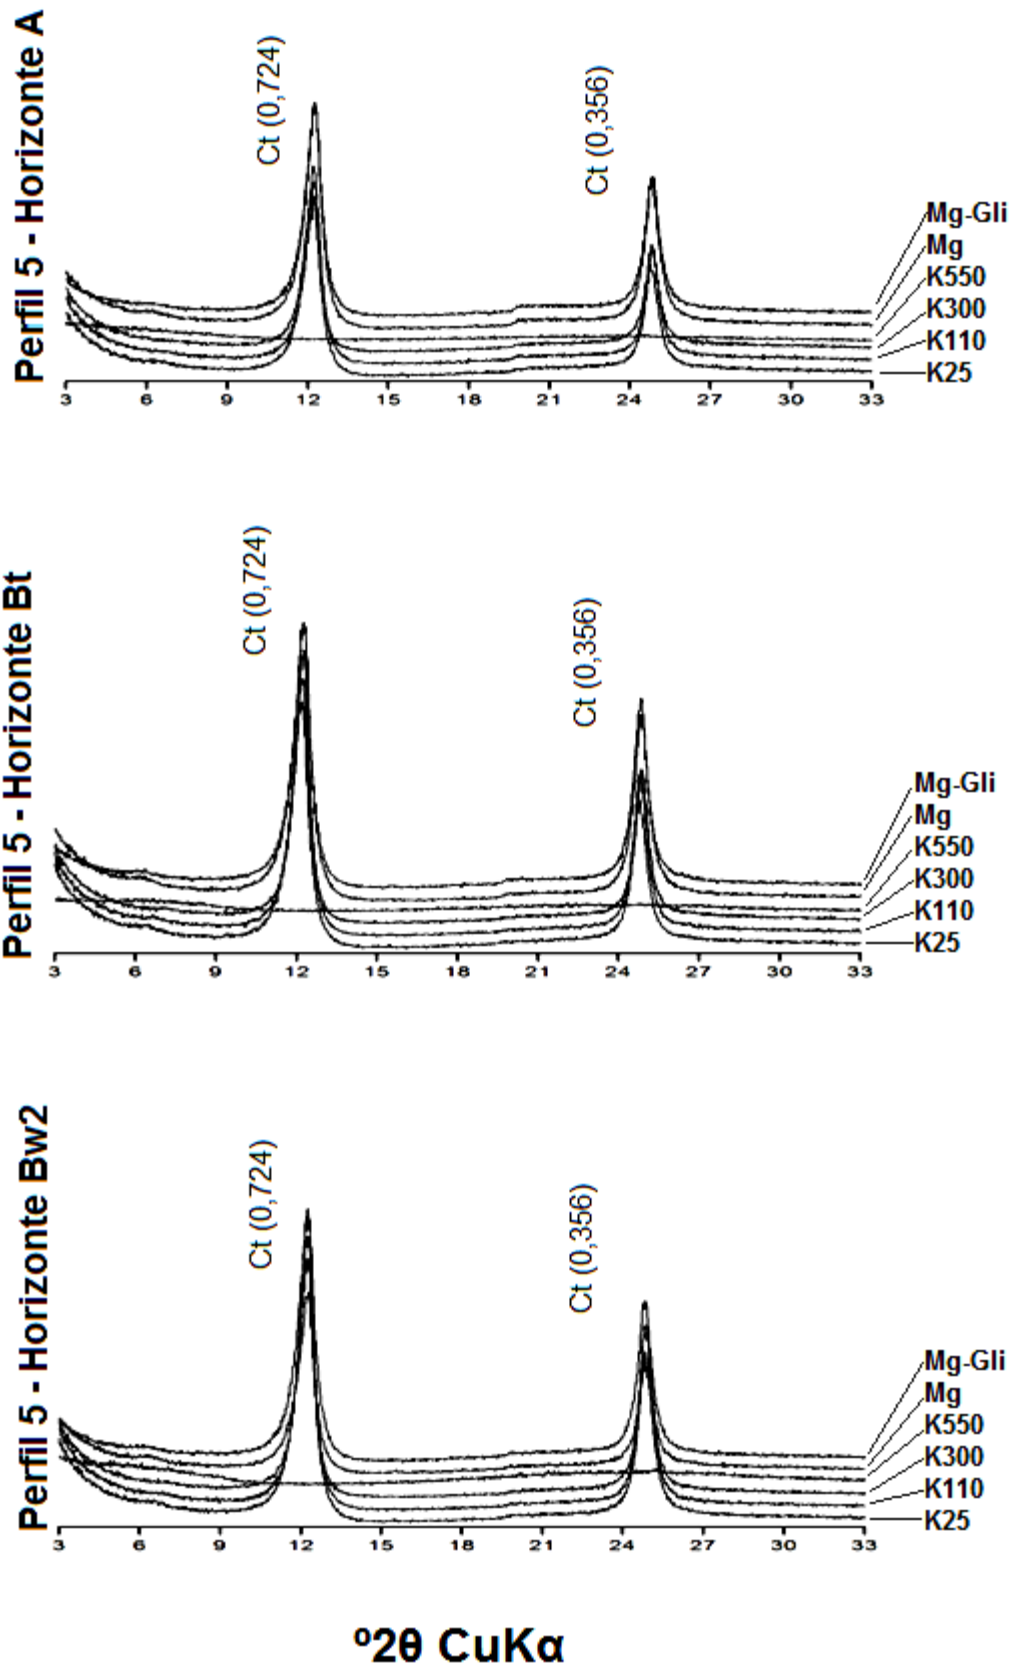 Perfil 5 - Horizonte A
Ct (0,724)
Ct (0,356)
Mg-Gli
Mg
K550
K300
K110
K25
3 6 9 12 15 18 21 24 27 30 33
Perfil 5 - Horizonte Bt
Ct (0,724)
Ct (0,356)
Mg-Gli
Mg
K550
K300
K110
K25
3 6 9 12 15 18 21 24 27 30 33
Perfil 5 - Horizonte Bw2
Ct (0,724)
Ct (0,356)
Mg-Gli
Mg
K550
K300
K110
K25
3 6 9 12 15 18 21 24 27 30 33
º2θ CuKα